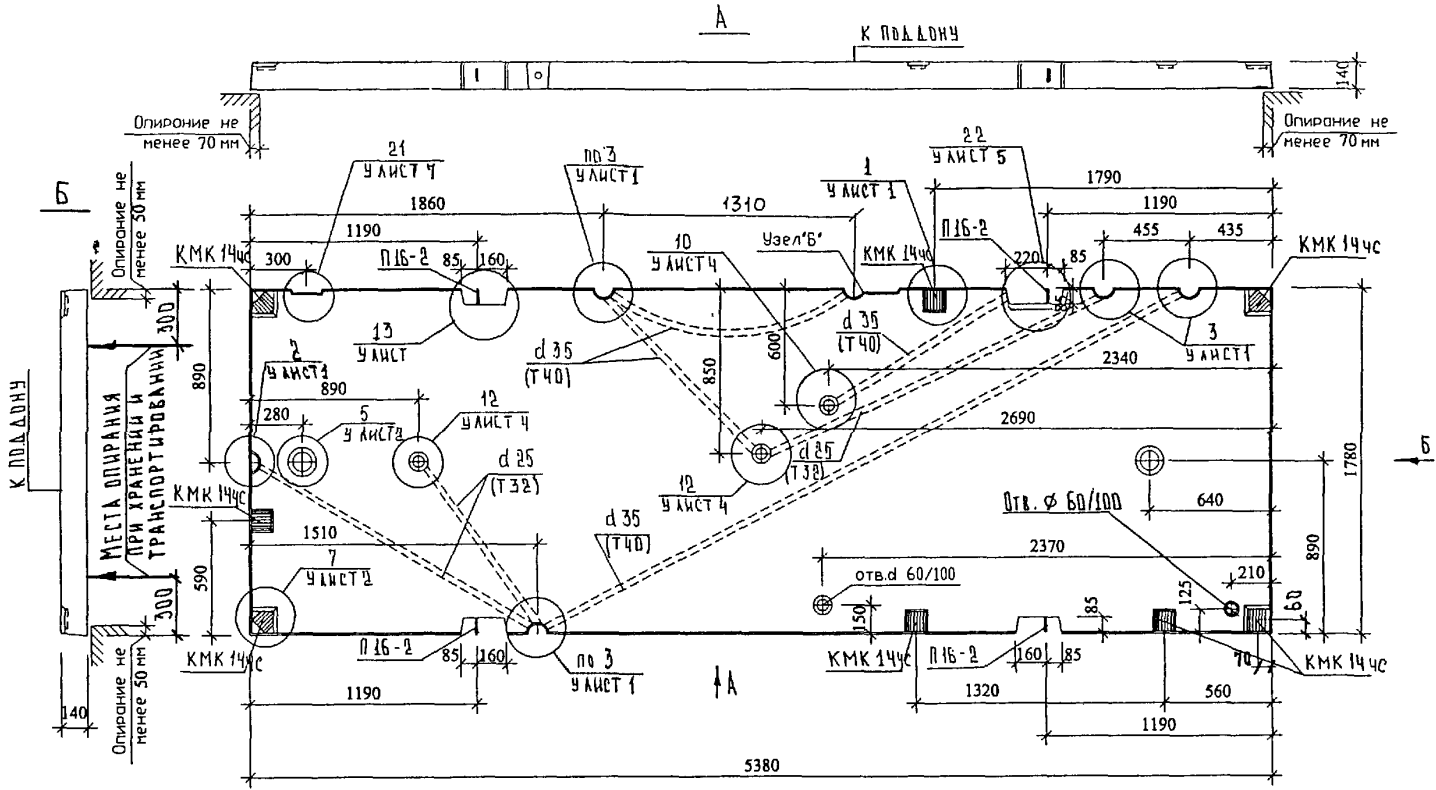 А
К ПОДДОНУ
140
Опирание не
менее 70 мм
Опирание не
менее 70 мм
21
У ЛИСТ 7
ПО 3
У ЛИСТ 1
1
У ЛИСТ 1
22
У ЛИСТ 5
1790
Б
Опирание не
менее 50 мм
1860
1310
1190
1190
П16-2
10
У ЛИСТ 4
Узел "Б"
П16-2
455
435
КМК 14чс
300
85
160
КМК 14чс
220
85
КМК 14чс
300
13
У ЛИСТ
d 35
(Т40)
600
d 35
(Т40)
85
3
У ЛИСТ 1
2
У ЛИСТ 1
850
2340
890
890
280
5
У ЛИСТ 2
12
У ЛИСТ 4
2690
К ПОДДОНУ
МЕСТА ОПИРАНИЯ
ПРИ ХРАНЕНИИ И
ТРАНСПОРТИРОВАНИИ
d 25
(Т32)
d 25
(Т32)
12
У ЛИСТ 4
1780
Б
КМК 14чс
640
Отв. Ø 60/100
1510
d 35
(Т40)
2370
890
590
7
У ЛИСТ 2
отв.d 60/100
210
300
150
85
125
60
КМК 14чс
П16-2
85
160
ПО 3
У ЛИСТ 1
КМК 14чс
П16-2
160
85
70
КМК 14чс
140
Опирание не
менее 50 мм
1190
А
1320
560
1190
5380